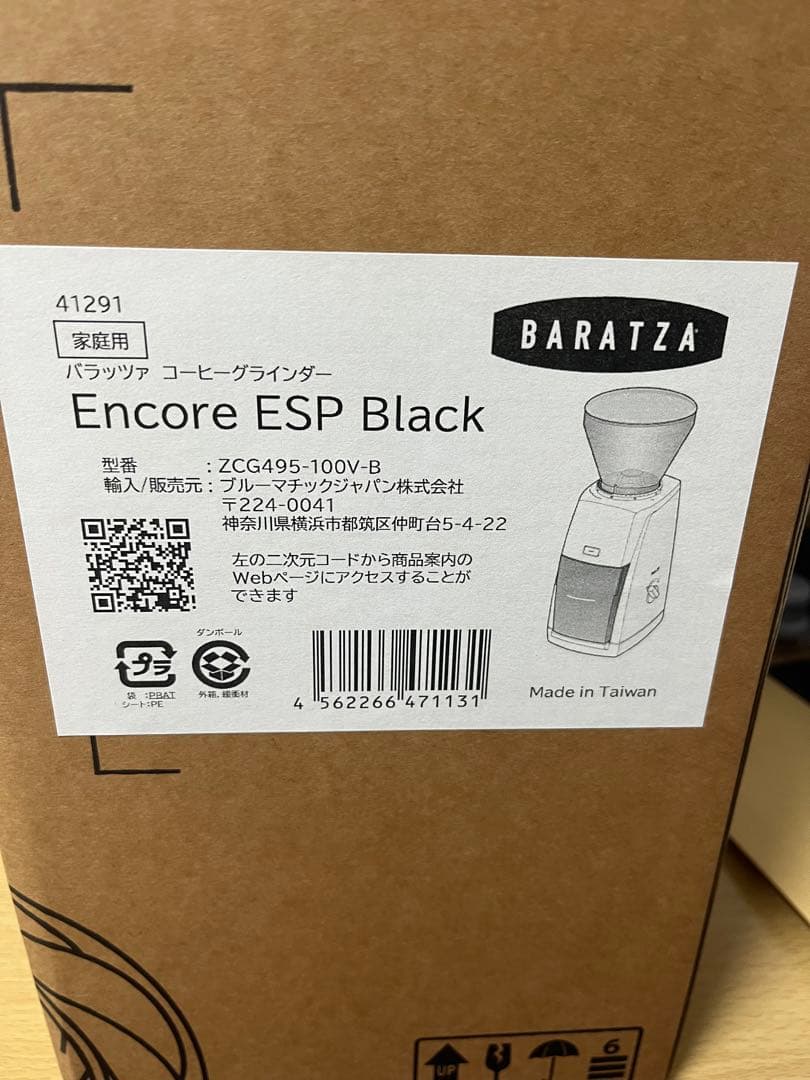 41291
家庭用
バラッツァ コーヒーグラインダー
Encore ESP Black
BARATZA
型番 : ZCG495-100V-B
輸入/販売元 : ブルーマチックジャパン株式会社
〒224-0041
神奈川県横浜市都筑区仲町台5-4-22
左の二次元コードから商品案内の
Webページにアクセスすることが
できます
プラ
袋 :PBAT
シート:PE
ダンボール
外箱、緩衝材
4 562266 471131
Made in Taiwan
UP
6